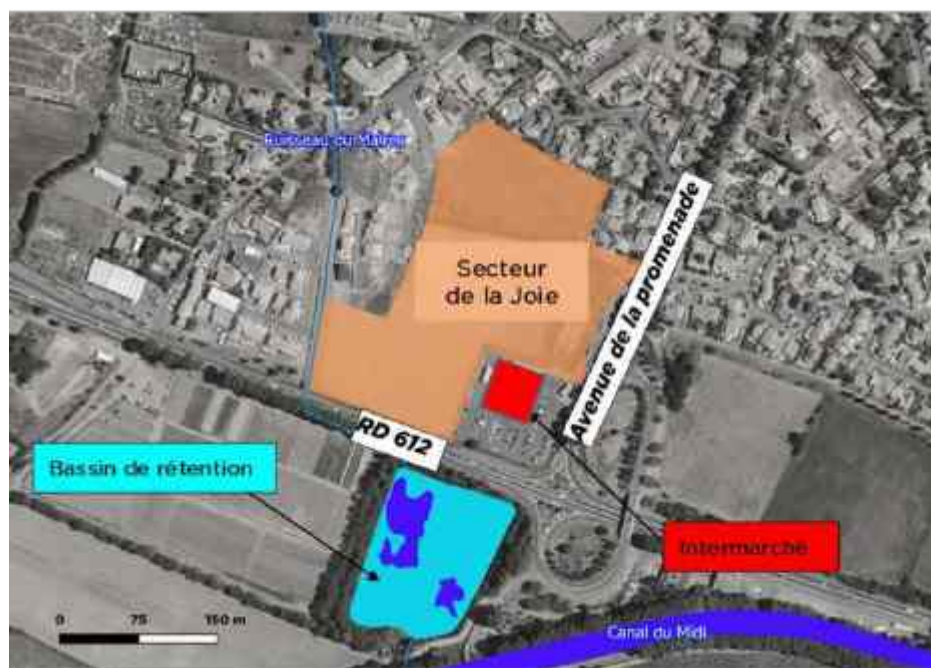 Ruisseau du Mairei
Secteur
de la Joie
Avenue de la promenade
RD 612
Bassin de rétention
Intermarché
0 75 150 m
Canal du Midi